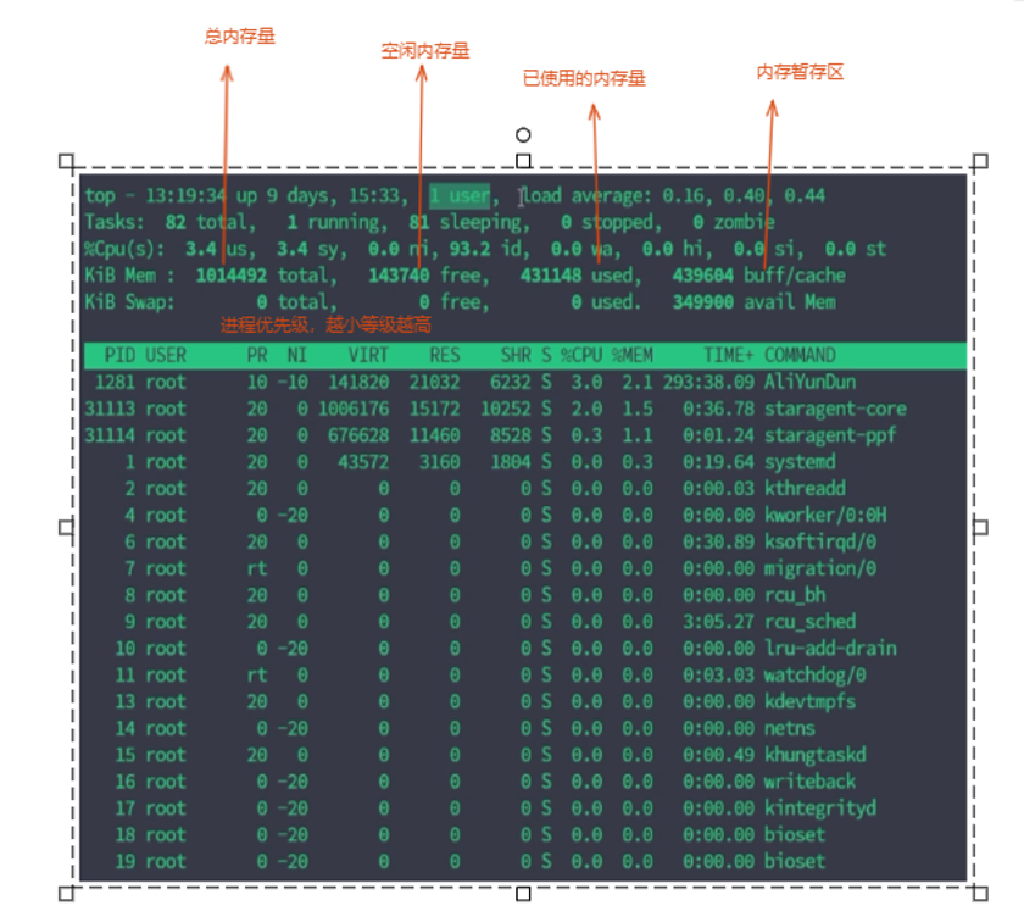 总内存量
空闲内存量
已使用的内存量
内存暂存区
top - 13:19:34 up 9 days, 15:33, 1 user, load average: 0.16, 0.40, 0.44
Tasks: 82 total, 1 running, 81 sleeping, 0 stopped, 0 zombie
%Cpu(s): 3.4 us, 3.4 sy, 0.0 ni, 93.2 id, 0.0 wa, 0.0 hi, 0.0 si, 0.0 st
KiB Mem : 1014492 total, 143740 free, 431148 used, 439604 buff/cache
KiB Swap: 0 total, 0 free, 0 used. 349900 avail Mem
进程优先级，越小等级越高
PID USER PR NI VIRT RES SHR S %CPU %MEM TIME+ COMMAND
1281 root 10 -10 141820 21032 6232 S 3.0 2.1 293:38.09 AliYunDun
31113 root 20 0 1006176 15172 10252 S 2.0 1.5 0:36.78 staragent-core
31114 root 20 0 676628 11460 8528 S 0.3 1.1 0:01.24 staragent-ppf
1 root 20 0 43572 3160 1804 S 0.0 0.3 0:19.64 systemd
2 root 20 0 0 0 0 S 0.0 0.0 0:00.03 kthreadd
4 root 0 -20 0 0 0 S 0.0 0.0 0:00.00 kworker/0:0H
6 root 20 0 0 0 0 S 0.0 0.0 0:30.89 ksoftirqd/0
7 root rt 0 0 0 0 S 0.0 0.0 0:00.00 migration/0
8 root 20 0 0 0 0 S 0.0 0.0 0:00.00 rcu_bh
9 root 20 0 0 0 0 S 0.0 0.0 3:05.27 rcu_sched
10 root 0 -20 0 0 0 S 0.0 0.0 0:00.00 lru-add-drain
11 root rt 0 0 0 0 S 0.0 0.0 0:03.03 watchdog/0
13 root 20 0 0 0 0 S 0.0 0.0 0:00.00 kdevtmpfs
14 root 0 -20 0 0 0 S 0.0 0.0 0:00.00 netns
15 root 20 0 0 0 0 S 0.0 0.0 0:00.49 khungtaskd
16 root 0 -20 0 0 0 S 0.0 0.0 0:00.00 writeback
17 root 0 -20 0 0 0 S 0.0 0.0 0:00.00 kintegrityd
18 root 0 -20 0 0 0 S 0.0 0.0 0:00.00 bioset
19 root 0 -20 0 0 0 S 0.0 0.0 0:00.00 bioset